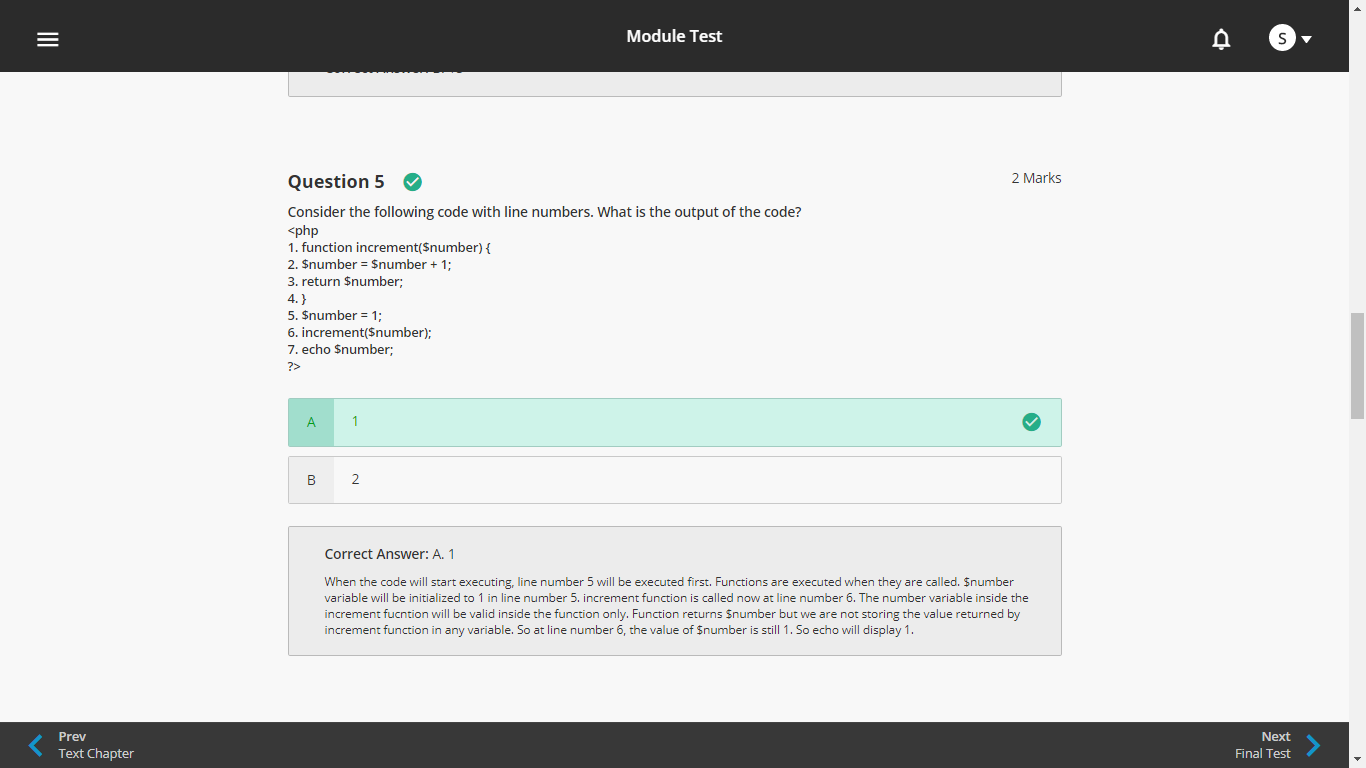 Module Test
S
Question 5
2 Marks
Consider the following code with line numbers. What is the output of the code?
<php
1. function increment($number) {
2. $number = $number + 1;
3. return $number;
4. }
5. $number = 1;
6. increment($number);
7. echo $number;
?>
A 1
B 2
Correct Answer: A. 1
When the code will start executing, line number 5 will be executed first. Functions are executed when they are called. $number
variable will be initialized to 1 in line number 5. increment function is called now at line number 6. The number variable inside the
increment fucntion will be valid inside the function only. Function returns $number but we are not storing the value returned by
increment function in any variable. So at line number 6, the value of $number is still 1. So echo will display 1.
Prev
Text Chapter
Next
Final Test